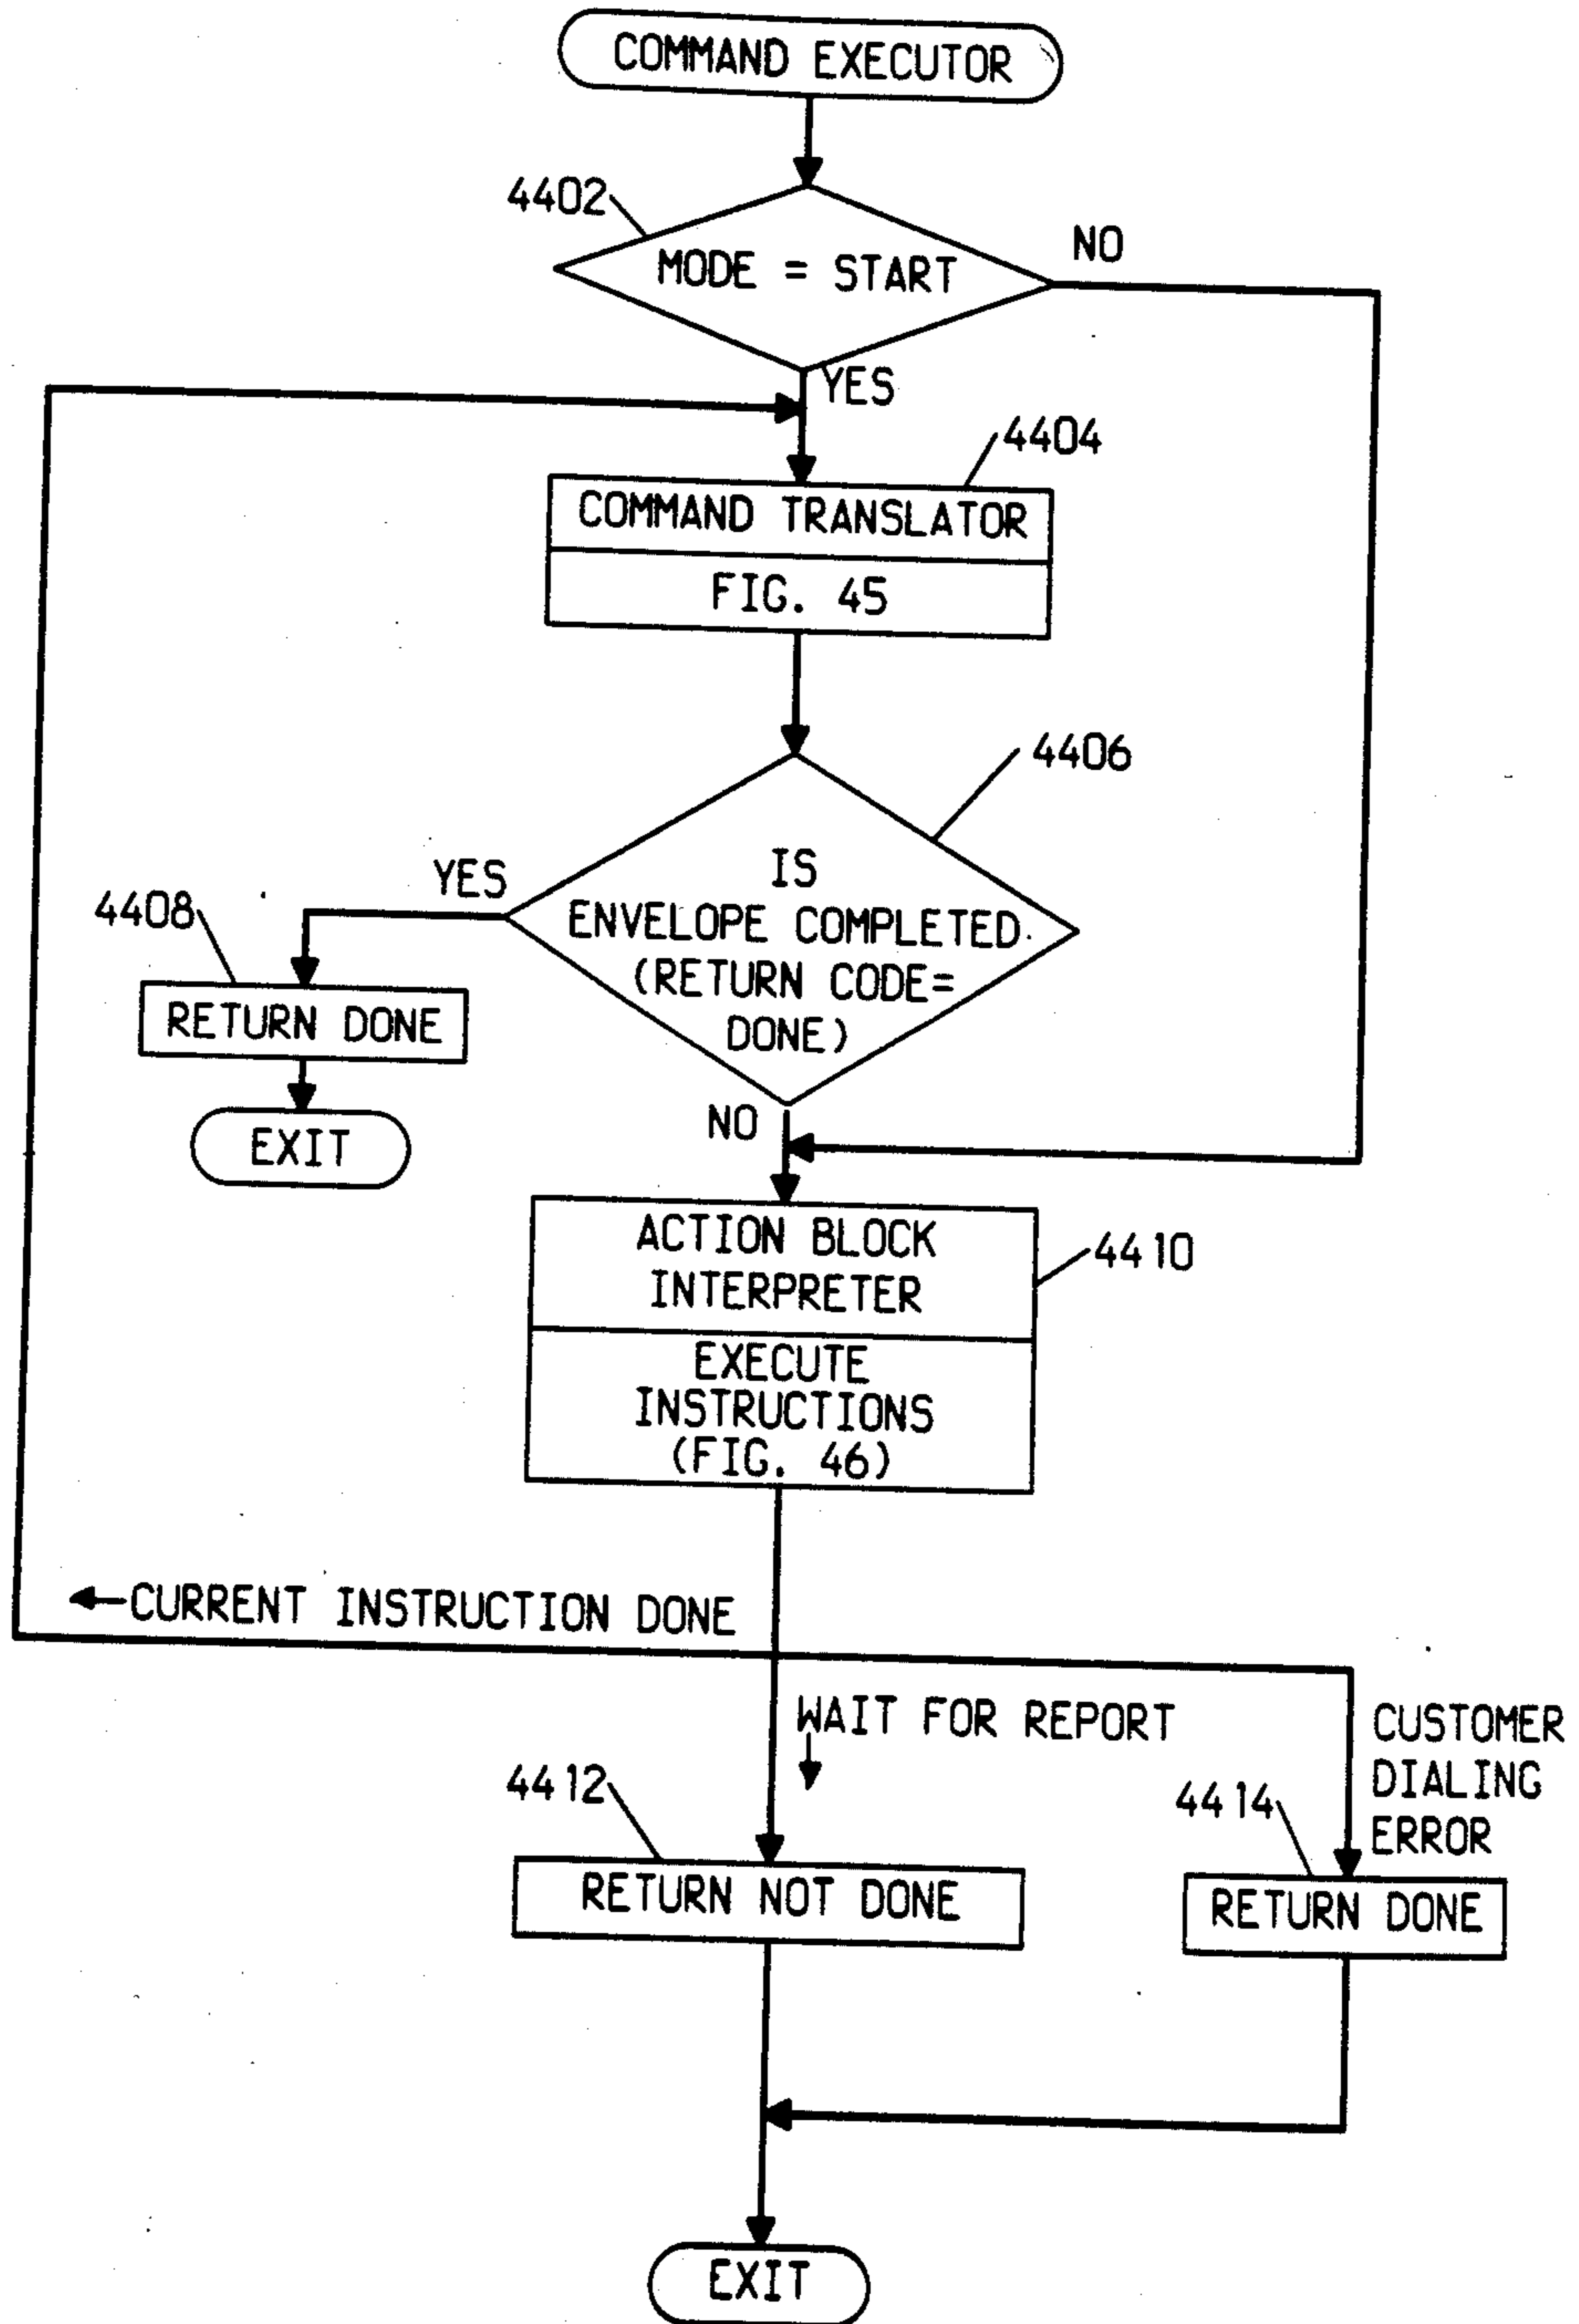 COMMAND EXECUTOR
4402
MODE = START
NO
YES
4404
COMMAND TRANSLATOR
FIG. 45
4406
IS
ENVELOPE COMPLETED
(RETURN CODE=
DONE)
YES
4408
RETURN DONE
EXIT
NO
ACTION BLOCK
INTERPRETER
4410
EXECUTE
INSTRUCTIONS
(FIG. 46)
←CURRENT INSTRUCTION DONE
WAIT FOR REPORT
CUSTOMER
DIALING
ERROR
4412
4414
RETURN NOT DONE
RETURN DONE
EXIT